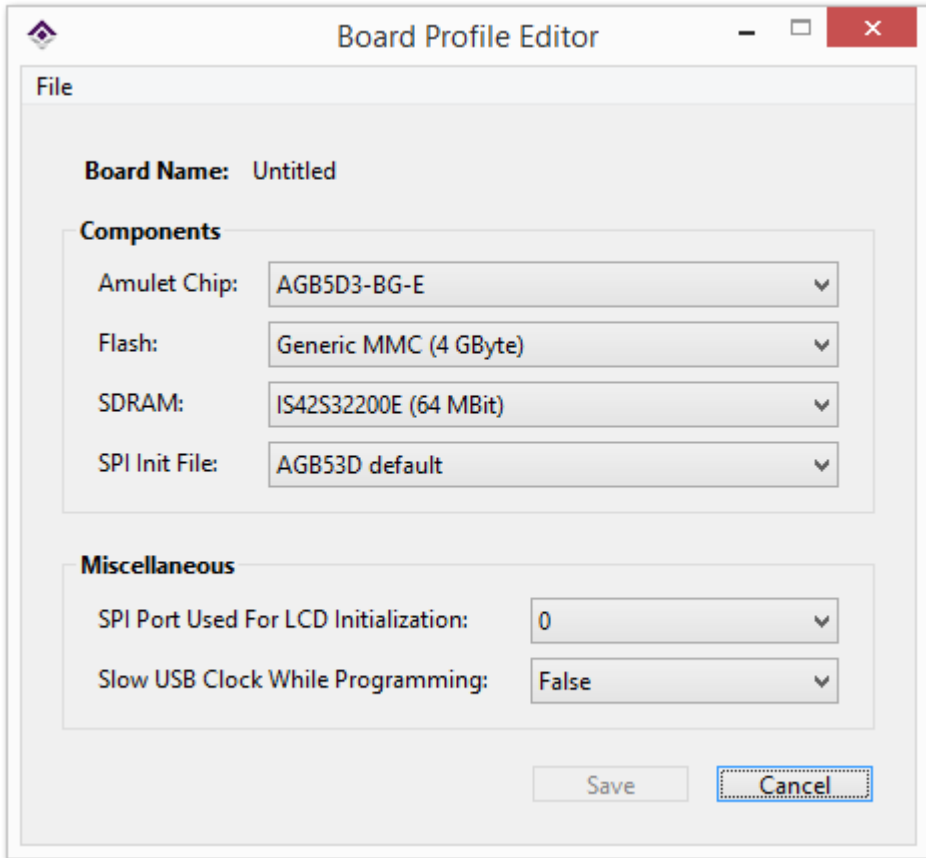 Board Profile Editor
File
Board Name: Untitled
Components
Amulet Chip: AGB5D3-BG-E
Flash: Generic MMC (4 GByte)
SDRAM: IS42S32200E (64 MBit)
SPI Init File: AGB53D default
Miscellaneous
SPI Port Used For LCD Initialization: 0
Slow USB Clock While Programming: False
Save Cancel